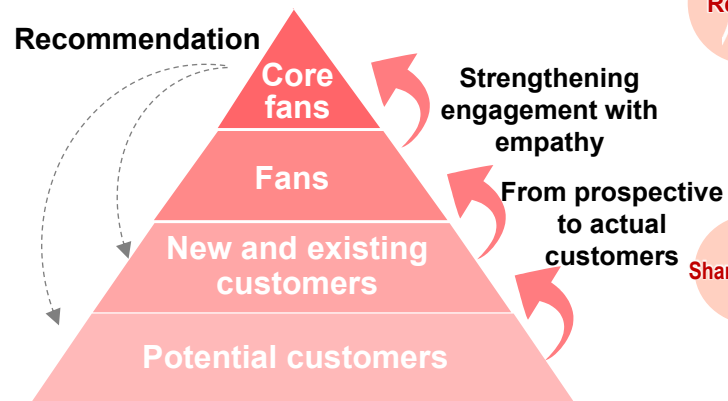 Recommendation
Core
fans
Strengthening
engagement with
empathy
Fans
From prospective
to actual
customers
New and existing
customers
Potential customers